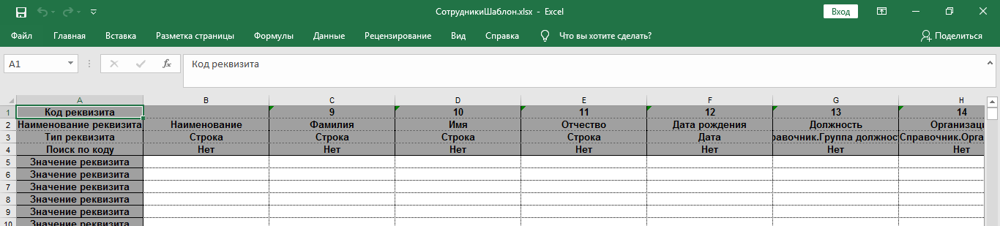 СотрудникиШаблон.xlsx - Excel
Вход
Файл Главная Вставка Разметка страницы Формулы Данные Рецензирование Вид Справка Что вы хотите сделать? Поделиться
A1 fx Код реквизита
A B C D E F G H
1 Код реквизита 9 10 11 12 13 14
2 Наименование реквизита Наименование Фамилия Имя Отчество Дата рождения Должность Организац
3 Тип реквизита Строка Строка Строка Строка Дата равочник.Группа должнос Справочник.Орга
4 Поиск по коду Нет Нет Нет Нет Нет Нет Нет
5 Значение реквизита
6 Значение реквизита
7 Значение реквизита
8 Значение реквизита
9 Значение реквизита
10 Значение реквизита